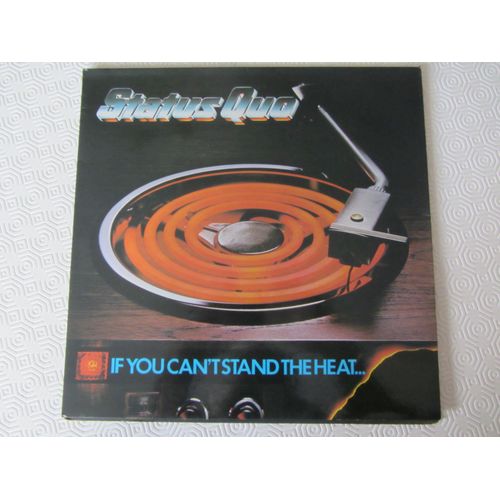 Status Quo
IF YOU CAN'T STAND THE HEAT...